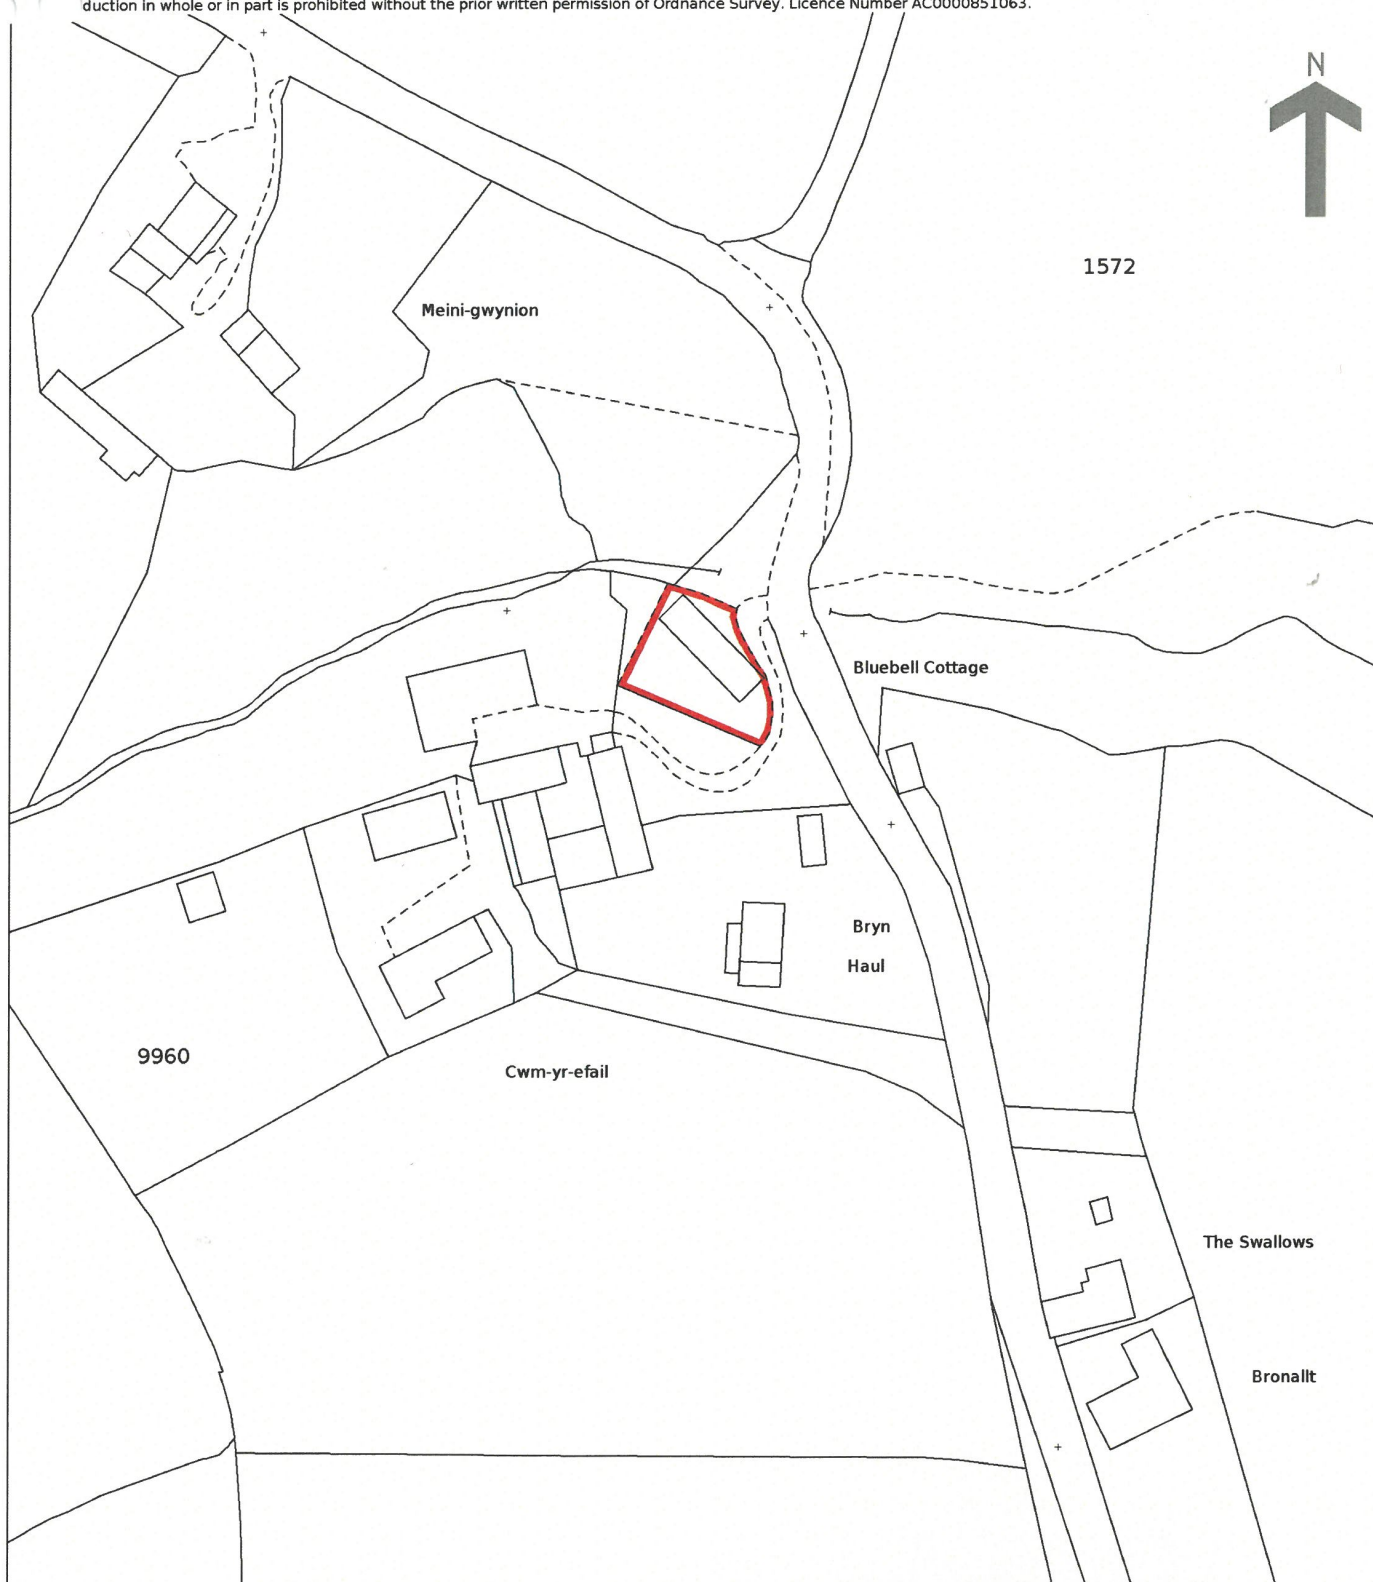 duction in whole or in part is prohibited without the prior written permission of Ordnance Survey. Licence Number AC0000851063.
N
1572
Meini-gwynion
Bluebell Cottage
Bryn
Haul
9960
Cwm-yr-efail
The Swallows
Bronallt